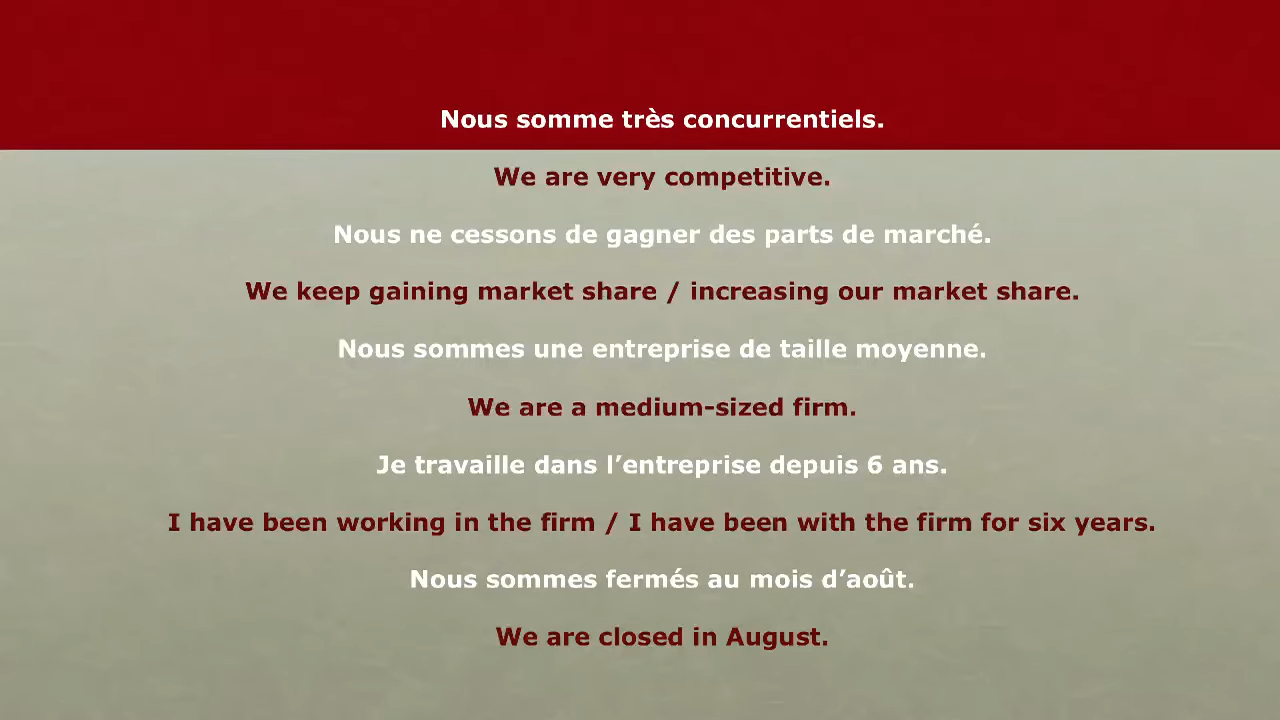 Nous somme très concurrentiels.
We are very competitive.
Nous ne cessons de gagner des parts de marché.
We keep gaining market share / increasing our market share.
Nous sommes une entreprise de taille moyenne.
We are a medium-sized firm.
Je travaille dans l’entreprise depuis 6 ans.
I have been working in the firm / I have been with the firm for six years.
Nous sommes fermés au mois d’août.
We are closed in August.